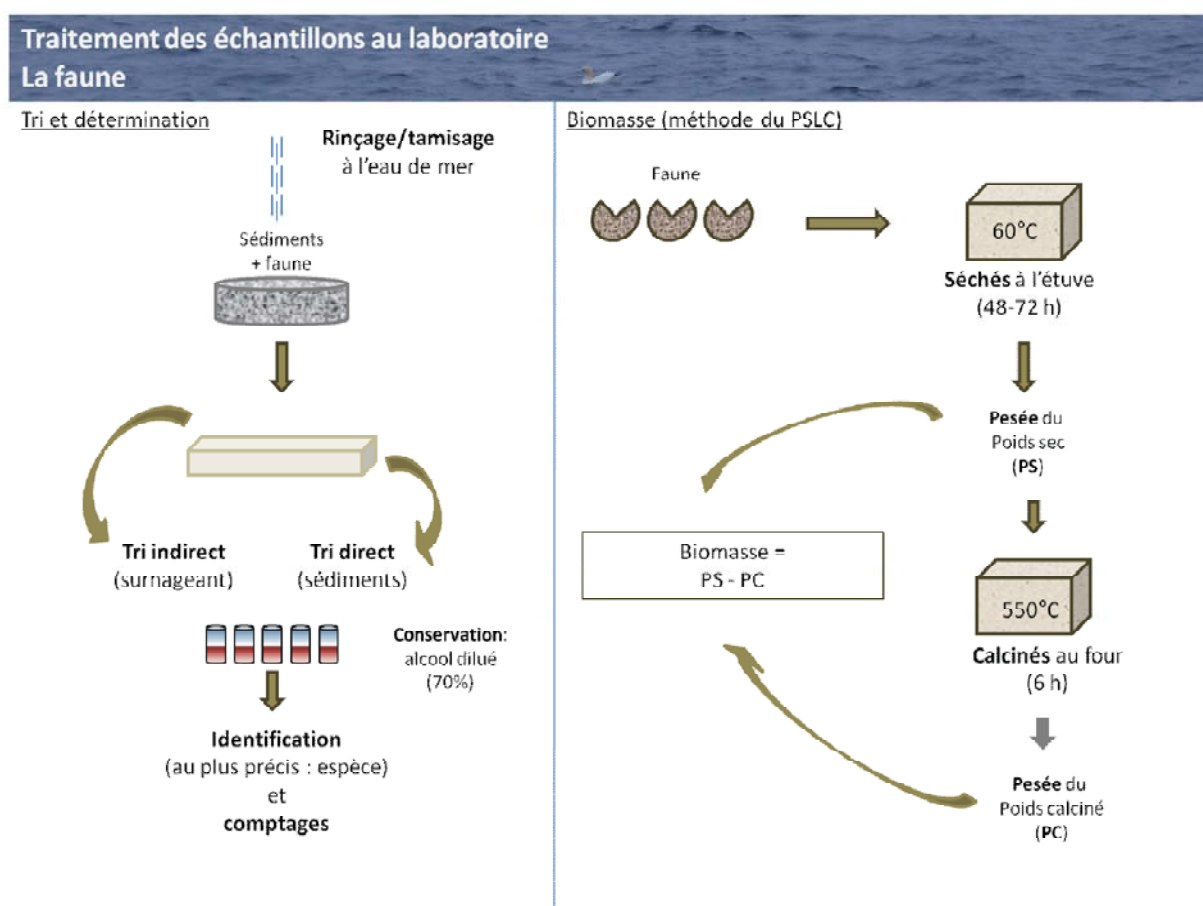 Traitement des échantillons au laboratoire
La faune
Tri et détermination
Rinçage/tamisage
à l'eau de mer
Sédiments
+ faune
Tri indirect
(surnageant)
Tri direct
(sédiments)
Conservation:
alcool dilué
(70%)
Identification
(au plus précis : espèce)
et
comptages
Biomasse (méthode du PSLC)
Faune
60°C
Séchés à l'étuve
(48-72 h)
Pesée du
Poids sec
(PS)
Biomasse =
PS - PC
550°C
Calcinés au four
(6 h)
Pesée du
Poids calciné
(PC)